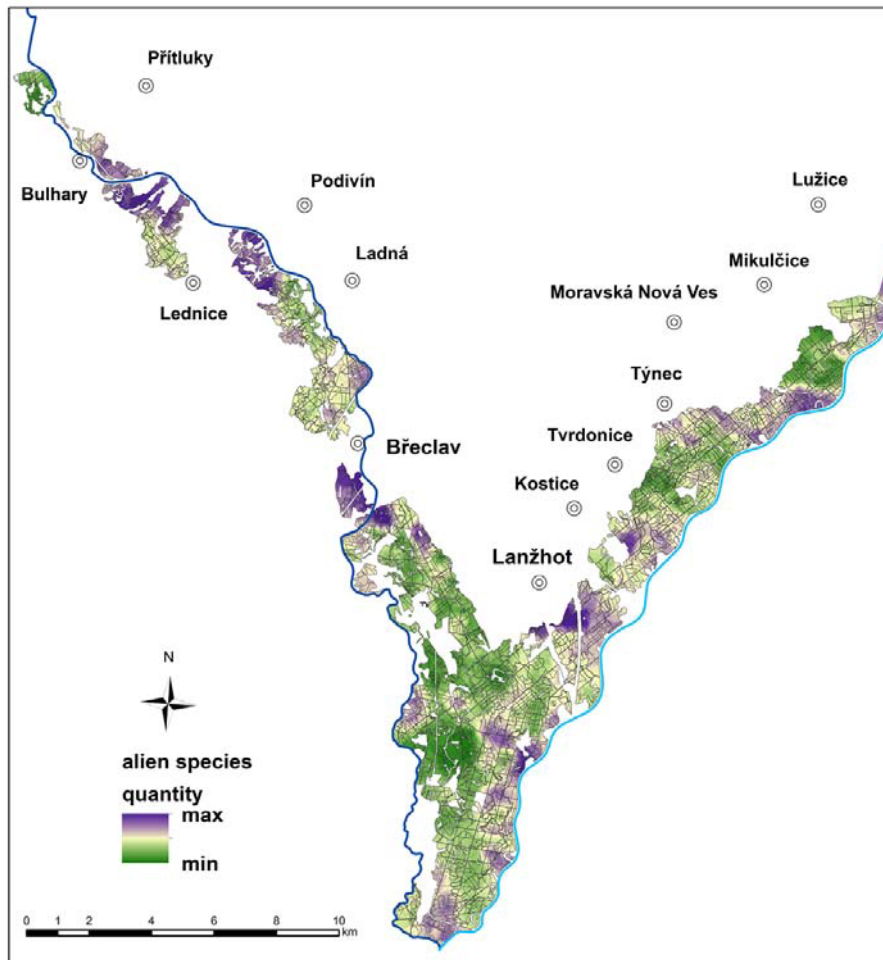 Přítluky
Bulhary
Podivín
Lužice
Ladná
Mikulčice
Lednice
Moravská Nová Ves
Týnec
Břeclav
Tvrdonice
Kostice
Lanžhot
N
alien species
quantity
max
min
0 1 2 4 6 8 10
km